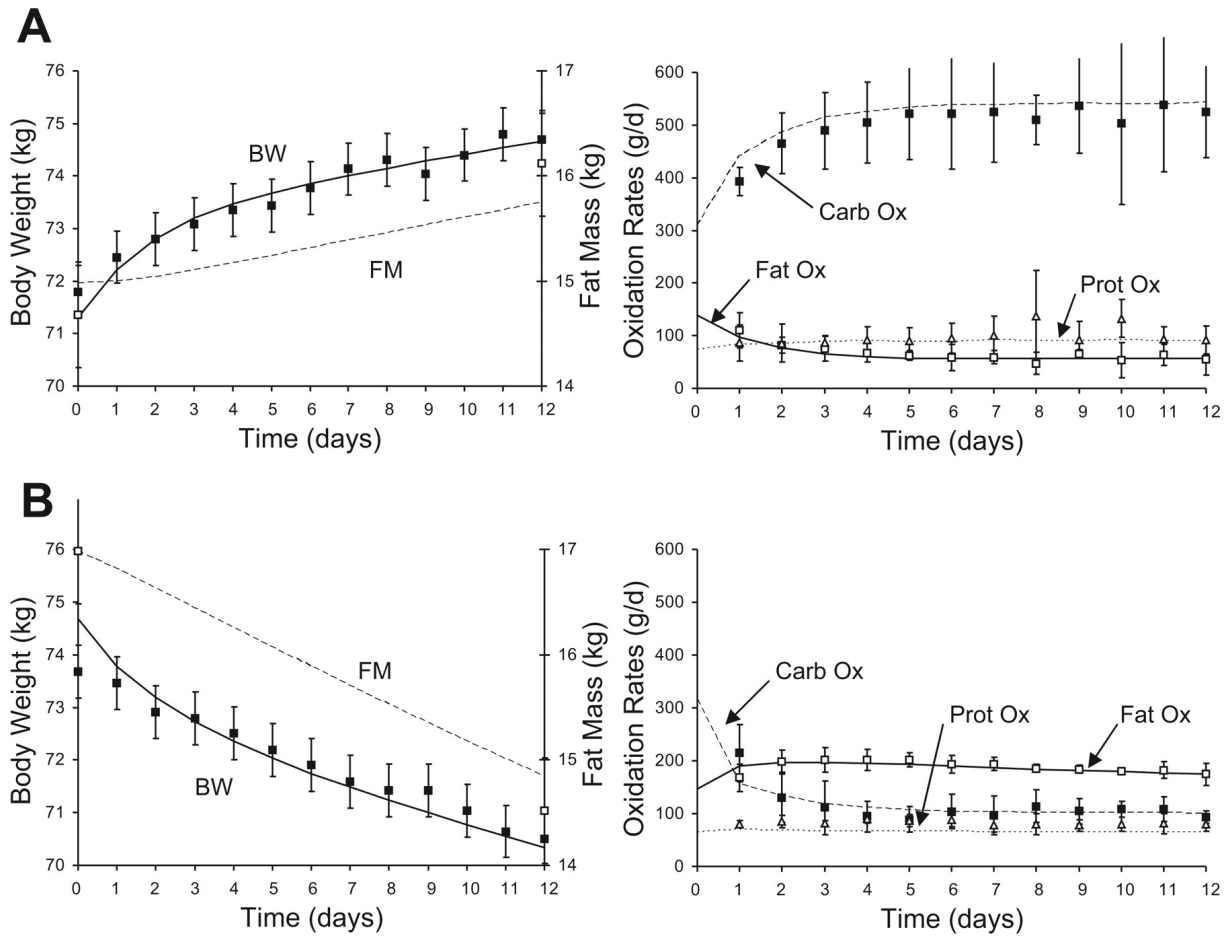 A
Body Weight (kg)
76
75
74
73
72
71
70
BW
FM
17
16
15
14
Fat Mass (kg)
0 1 2 3 4 5 6 7 8 9 10 11 12
Time (days)
Oxidation Rates (g/d)
600
500
400
300
200
100
0
Carb Ox
Fat Ox
Prot Ox
0 1 2 3 4 5 6 7 8 9 10 11 12
Time (days)
B
Body Weight (kg)
76
75
74
73
72
71
70
FM
BW
17
16
15
14
Fat Mass (kg)
0 1 2 3 4 5 6 7 8 9 10 11 12
Time (days)
Oxidation Rates (g/d)
600
500
400
300
200
100
0
Carb Ox
Prot Ox
Fat Ox
0 1 2 3 4 5 6 7 8 9 10 11 12
Time (days)